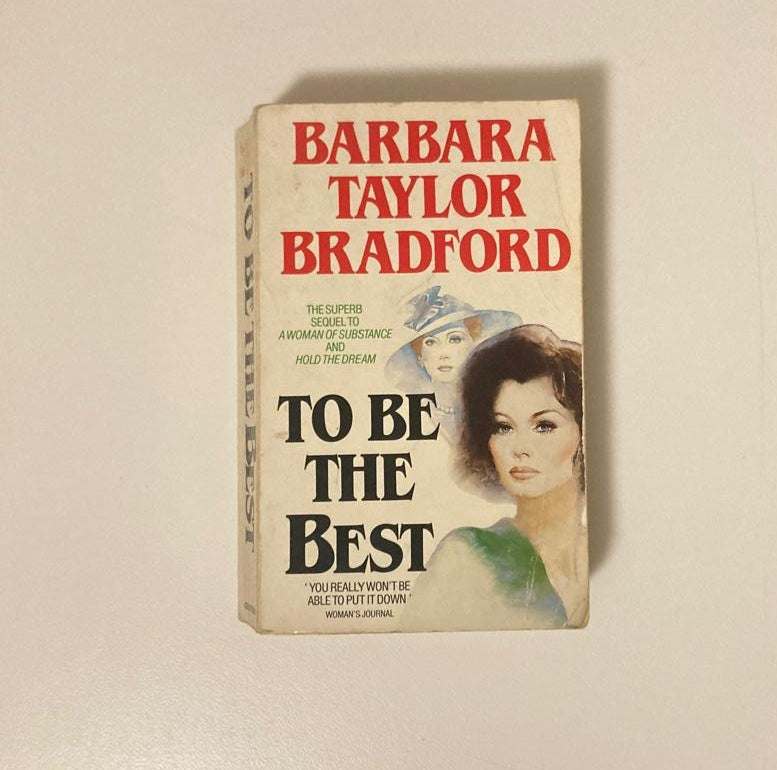 BARBARA
TAYLOR
BRADFORD
THE SUPERB
SEQUEL TO
A WOMAN OF SUBSTANCE
AND
HOLD THE DREAM
TO BE
THE
BEST
‘ YOU REALLY WON’T BE
ABLE TO PUT IT DOWN ’
WOMAN’S JOURNAL
TO BE THE BEST